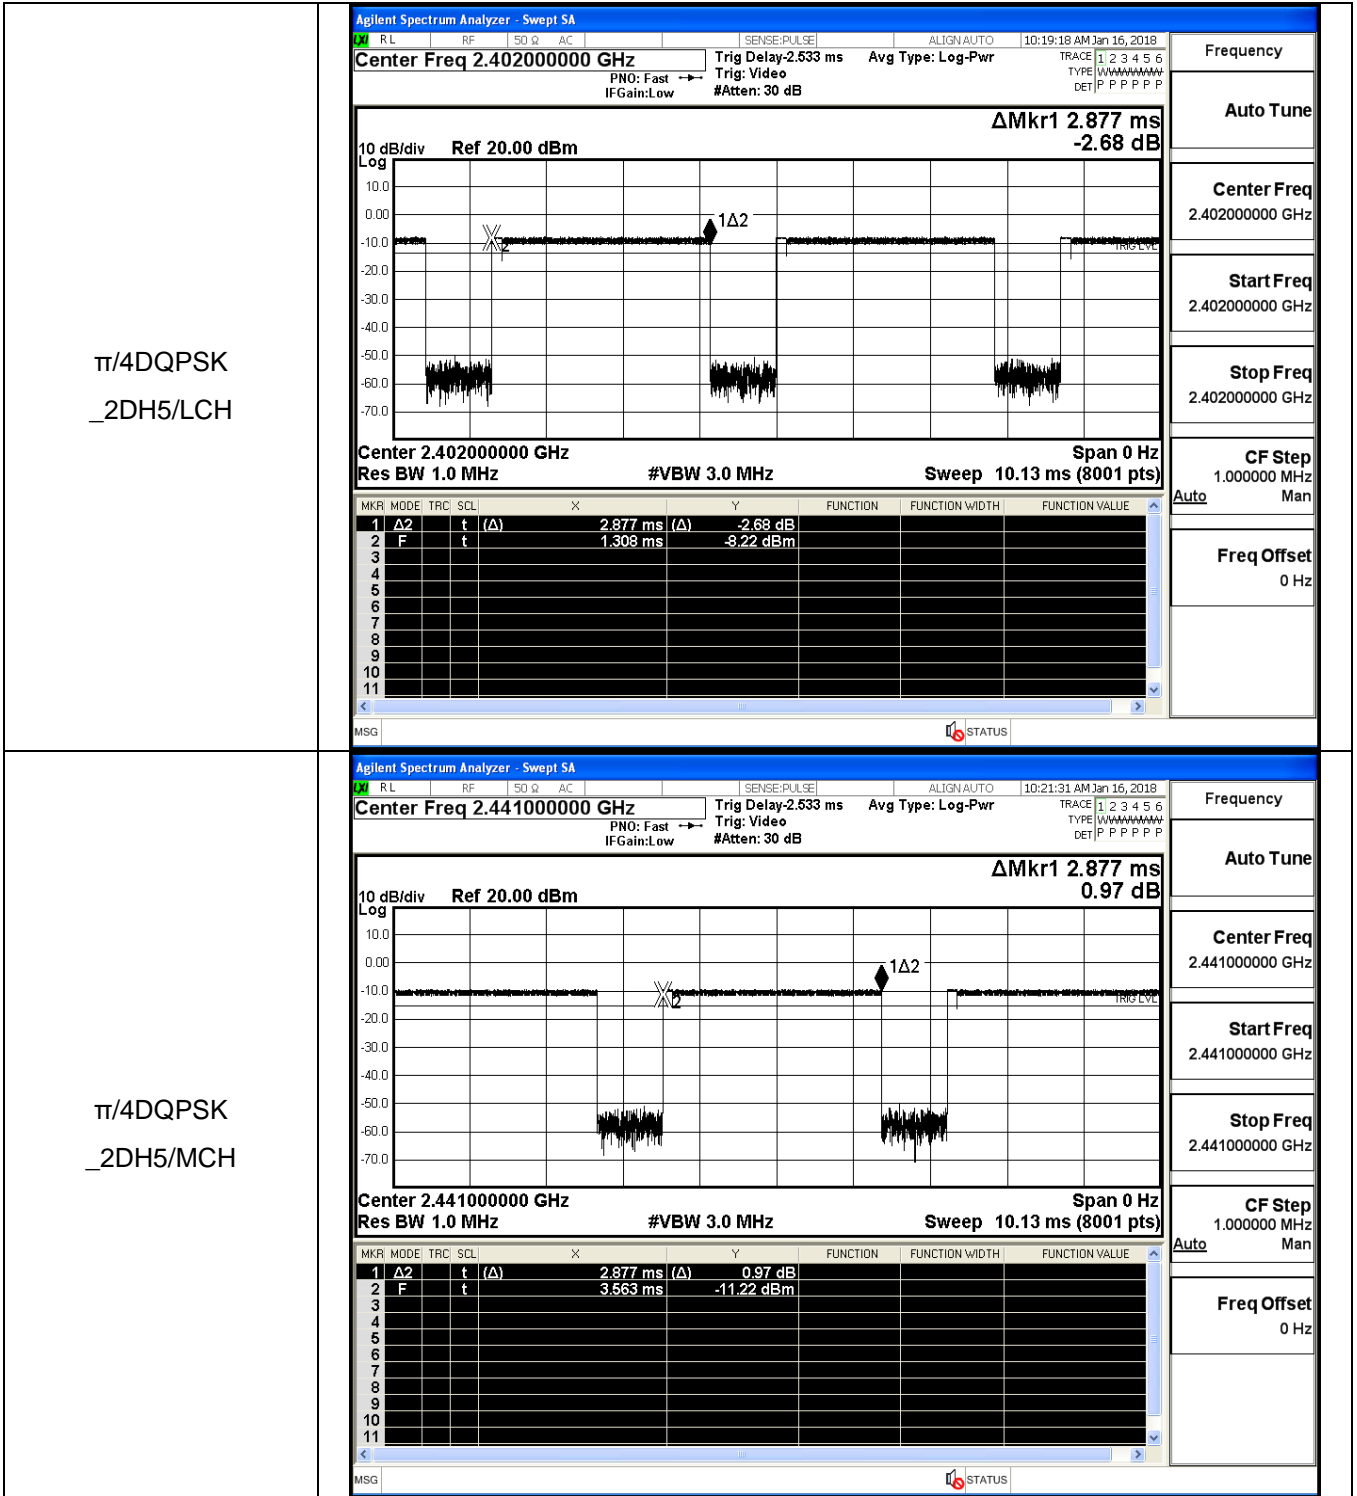 π/4DQPSK
_2DH5/LCH
Agilent Spectrum Analyzer - Swept SA
LXI RL RF 50 Ω AC SENSE:PULSE ALIGN AUTO 10:19:18 AM Jan 16, 2018
Center Freq 2.402000000 GHz
PNO: Fast
IFGain:Low
Trig Delay-2.533 ms
Trig: Video
#Atten: 30 dB
Avg Type: Log-Pwr
TRACE 1 2 3 4 5 6
TYPE WWWWWW
DET P P P P P P
ΔMkr1 2.877 ms
-2.68 dB
10 dB/div Ref 20.00 dBm
Log
10.0
0.00
-10.0
-20.0
-30.0
-40.0
-50.0
-60.0
-70.0
1Δ2
2
TRIG LVL
Center 2.402000000 GHz Span 0 Hz
Res BW 1.0 MHz #VBW 3.0 MHz Sweep 10.13 ms (8001 pts)
MKR MODE TRC SCL X Y FUNCTION FUNCTION WIDTH FUNCTION VALUE
1 Δ2 t (Δ) 2.877 ms (Δ) -2.68 dB
2 F t 1.308 ms -8.22 dBm
3
4
5
6
7
8
9
10
11
MSG STATUS
Frequency
Auto Tune
Center Freq
2.402000000 GHz
Start Freq
2.402000000 GHz
Stop Freq
2.402000000 GHz
CF Step
1.000000 MHz
Auto Man
Freq Offset
0 Hz
π/4DQPSK
_2DH5/MCH
Agilent Spectrum Analyzer - Swept SA
LXI RL RF 50 Ω AC SENSE:PULSE ALIGN AUTO 10:21:31 AM Jan 16, 2018
Center Freq 2.441000000 GHz
PNO: Fast
IFGain:Low
Trig Delay-2.533 ms
Trig: Video
#Atten: 30 dB
Avg Type: Log-Pwr
TRACE 1 2 3 4 5 6
TYPE WWWWWW
DET P P P P P P
ΔMkr1 2.877 ms
0.97 dB
10 dB/div Ref 20.00 dBm
Log
10.0
0.00
-10.0
-20.0
-30.0
-40.0
-50.0
-60.0
-70.0
1Δ2
2
TRIG LVL
Center 2.441000000 GHz Span 0 Hz
Res BW 1.0 MHz #VBW 3.0 MHz Sweep 10.13 ms (8001 pts)
MKR MODE TRC SCL X Y FUNCTION FUNCTION WIDTH FUNCTION VALUE
1 Δ2 t (Δ) 2.877 ms (Δ) 0.97 dB
2 F t 3.563 ms -11.22 dBm
3
4
5
6
7
8
9
10
11
MSG STATUS
Frequency
Auto Tune
Center Freq
2.441000000 GHz
Start Freq
2.441000000 GHz
Stop Freq
2.441000000 GHz
CF Step
1.000000 MHz
Auto Man
Freq Offset
0 Hz